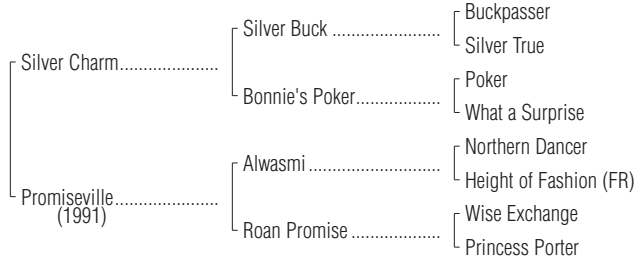 Buckpasser
Silver Buck ......................
Silver True
Silver Charm.....................
Poker
Bonnie's Poker..................
What a Surprise
Northern Dancer
Alwasmi ...........................
Height of Fashion (FR)
Promiseville......................
(1991)
Wise Exchange
Roan Promise ...................
Princess Porter